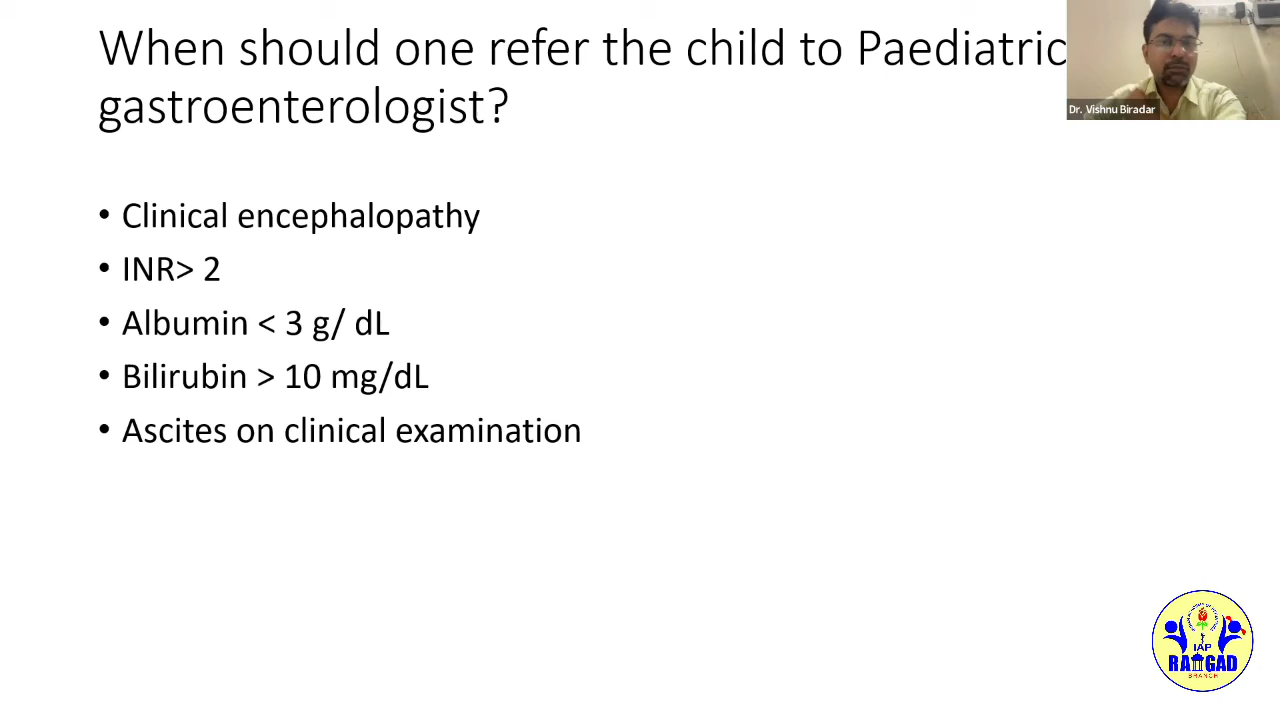 When should one refer the child to Paediatric
gastroenterologist?
Dr. Vishnu Biradar
• Clinical encephalopathy
• INR> 2
• Albumin < 3 g/ dL
• Bilirubin > 10 mg/dL
• Ascites on clinical examination
IAP
BRANCH